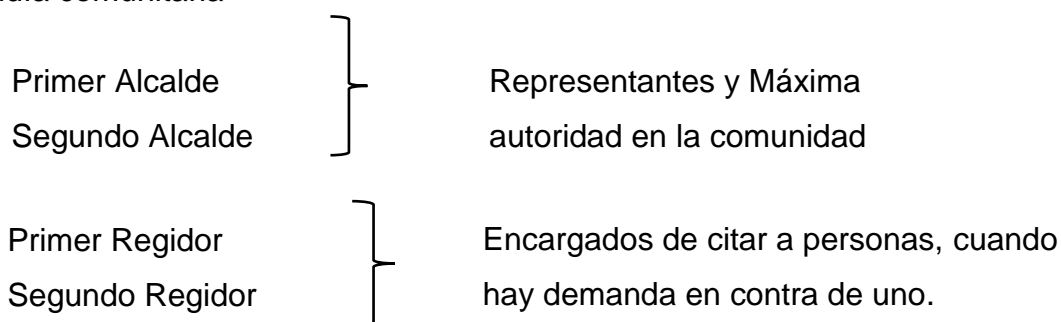 comunitaria
Primer Alcalde
Segundo Alcalde
Representantes y Máxima
autoridad en la comunidad
Primer Regidor
Segundo Regidor
Encargados de citar a personas, cuando
hay demanda en contra de uno.